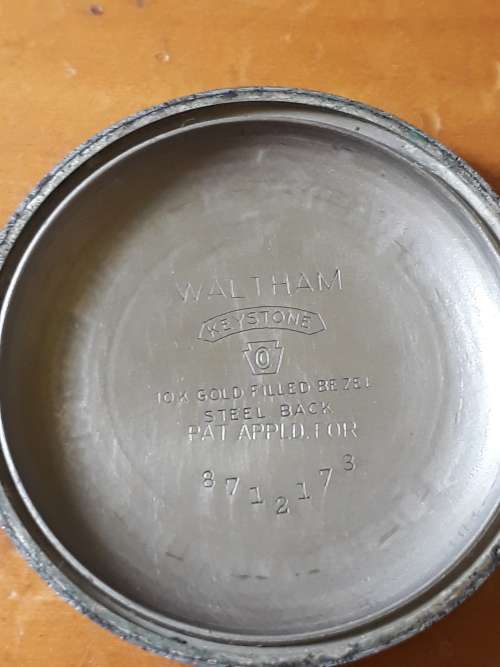 WALTHAM
KEYSTONE
O
10K GOLD FILLED BEZEL
STEEL BACK
PAT APPLD. FOR
8712173